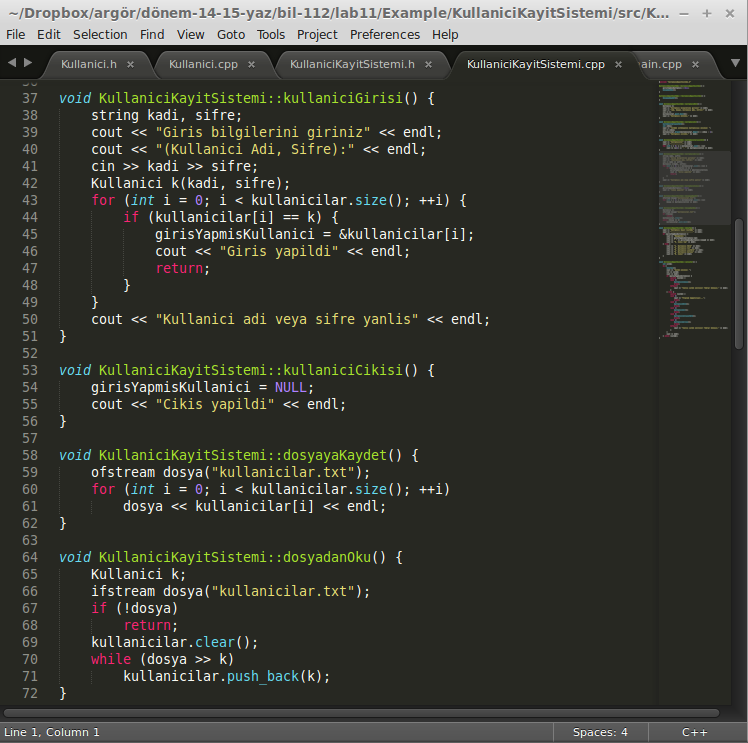 ~/Dropbox/argör/dönem-14-15-yaz/bil-112/lab11/Example/KullaniciKayitSistemi/src/K...
File Edit Selection Find View Goto Tools Project Preferences Help
Kullanici.h Kullanici.cpp KullaniciKayitSistemi.h KullaniciKayitSistemi.cpp ain.cpp
36
37 void KullaniciKayitSistemi::kullaniciGirisi() {
38     string kadi, sifre;
39     cout << "Giris bilgilerini giriniz" << endl;
40     cout << "(Kullanici Adi, Sifre):" << endl;
41     cin >> kadi >> sifre;
42     Kullanici k(kadi, sifre);
43     for (int i = 0; i < kullanicilar.size(); ++i) {
44         if (kullanicilar[i] == k) {
45             girisYapmisKullanici = &kullanicilar[i];
46             cout << "Giris yapildi" << endl;
47             return;
48         }
49     }
50     cout << "Kullanici adi veya sifre yanlis" << endl;
51 }
52
53 void KullaniciKayitSistemi::kullaniciCikisi() {
54     girisYapmisKullanici = NULL;
55     cout << "Cikis yapildi" << endl;
56 }
57
58 void KullaniciKayitSistemi::dosyayaKaydet() {
59     ofstream dosya("kullanicilar.txt");
60     for (int i = 0; i < kullanicilar.size(); ++i)
61         dosya << kullanicilar[i] << endl;
62 }
63
64 void KullaniciKayitSistemi::dosyadanOku() {
65     Kullanici k;
66     ifstream dosya("kullanicilar.txt");
67     if (!dosya)
68         return;
69     kullanicilar.clear();
70     while (dosya >> k)
71         kullanicilar.push_back(k);
72 }
Line 1, Column 1 Spaces: 4 C++